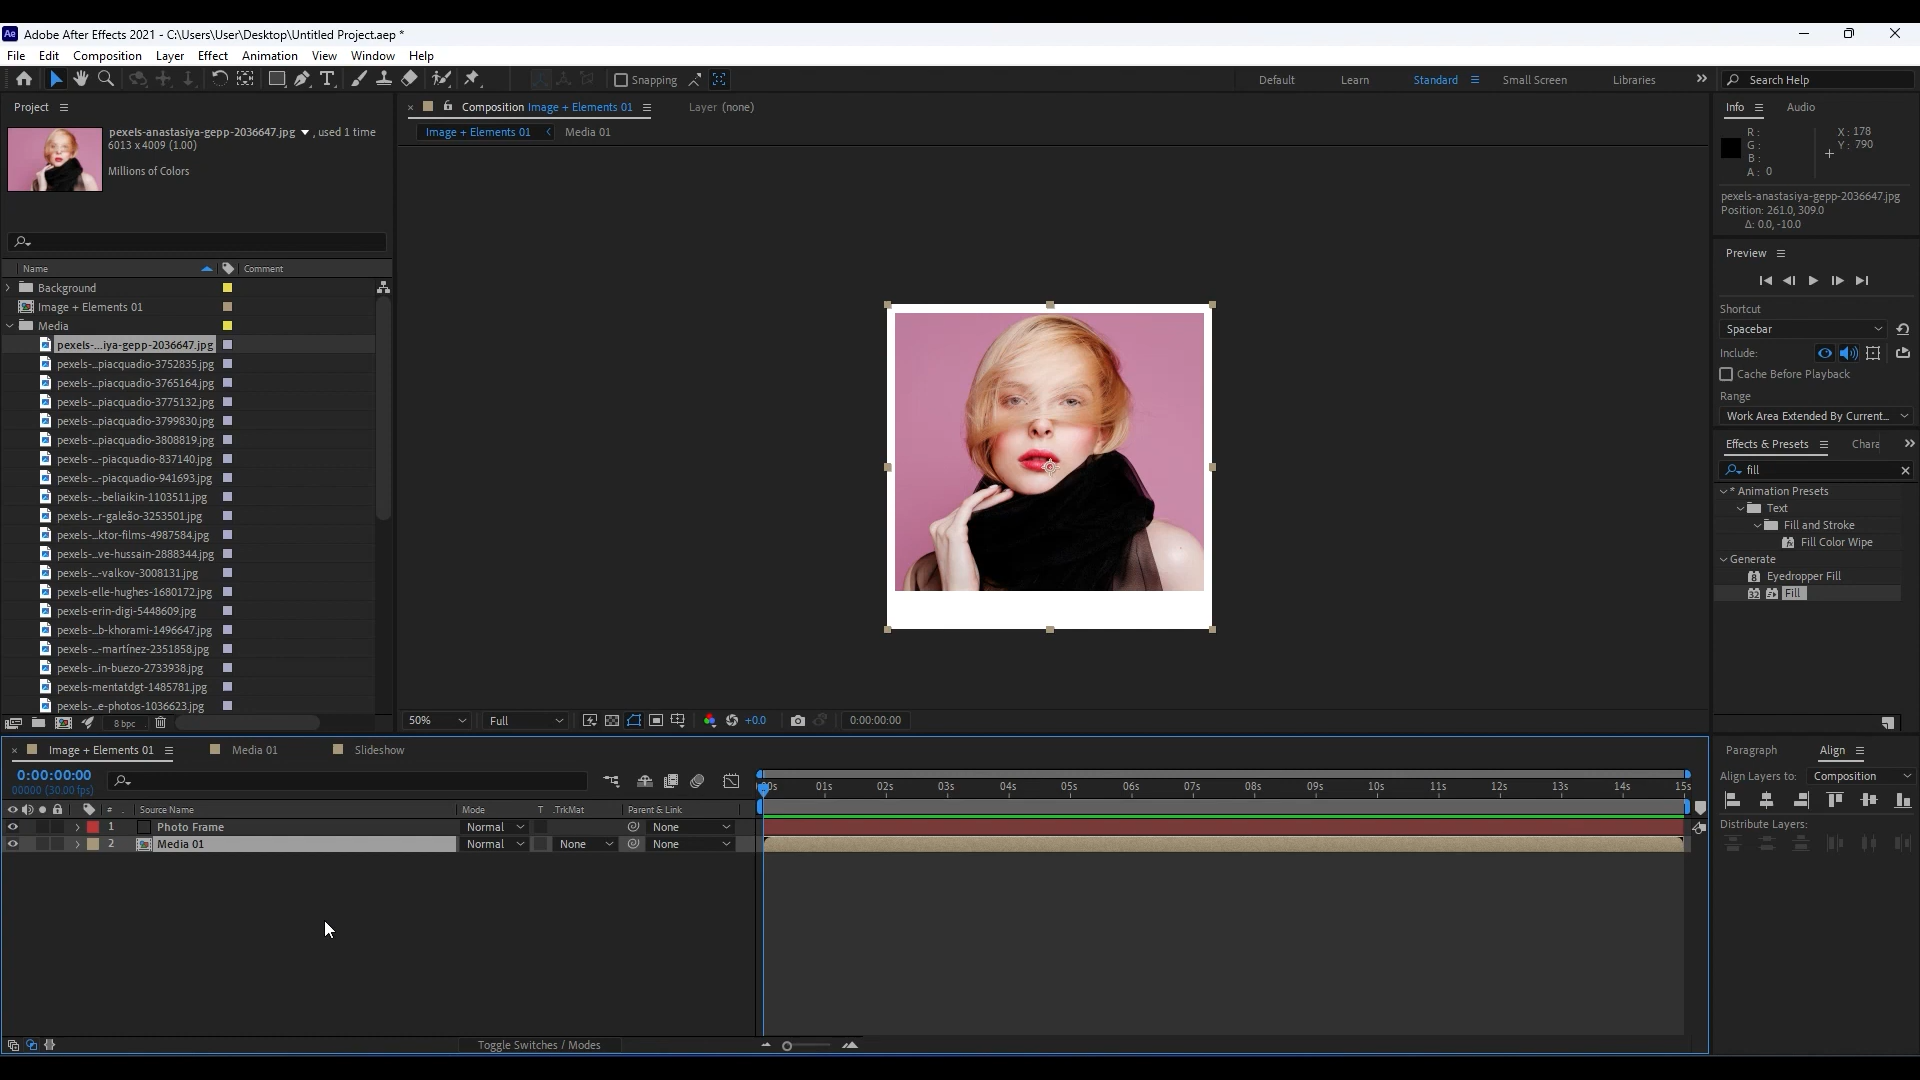 Adobe After Effects 2021 - C:\Users\User\Desktop\Untitled Project.aep *
File Edit Composition Layer Effect Animation View Window Help
Snapping
Default Learn Standard Small Screen Libraries Search Help
Project
pexels-anastasiya-gepp-2036647.jpg , used 1 time
6013 x 4009 (1.00)
Millions of Colors
Name Comment
Background
Image + Elements 01
Media
pexels-...iya-gepp-2036647.jpg
pexels-...piacquadio-3752835.jpg
pexels-...piacquadio-3765164.jpg
pexels-...piacquadio-3775132.jpg
pexels-...piacquadio-3799830.jpg
pexels-...piacquadio-3808819.jpg
pexels-...-piacquadio-837140.jpg
pexels-...-piacquadio-941693.jpg
pexels-...-beliaikin-1103511.jpg
pexels-...r-galeão-3253501.jpg
pexels-...ktor-films-4987584.jpg
pexels-...ve-hussain-2888344.jpg
pexels-...-valkov-3008131.jpg
pexels-elle-hughes-1680172.jpg
pexels-erin-digi-5448609.jpg
pexels-...b-khorami-1496647.jpg
pexels-...-martínez-2351858.jpg
pexels-...in-buezo-2733938.jpg
pexels-mentatdgt-1485781.jpg
pexels-...e-photos-1036623.jpg
8 bpc
Composition Image + Elements 01 Layer (none)
Image + Elements 01 Media 01
50% Full +0.0 0:00:00:00
Info Audio
R :
G :
B :
A : 0
X : 178
Y : 790
pexels-anastasiya-gepp-2036647.jpg
Position: 261.0, 309.0
Δ: 0.0, -10.0
Preview
Shortcut
Spacebar
Include:
Cache Before Playback
Range
Work Area Extended By Current...
Effects & Presets Chara
fill
* Animation Presets
Text
Fill and Stroke
Fill Color Wipe
Generate
Eyedropper Fill
Fill
Image + Elements 01 Media 01 Slideshow
0:00:00:00
00000 (30.00 fps)
# Source Name Mode T .TrkMat Parent & Link
1 Photo Frame Normal None
2 Media 01 Normal None None
00s 01s 02s 03s 04s 05s 06s 07s 08s 09s 10s 11s 12s 13s 14s 15s
Toggle Switches / Modes
Paragraph Align
Align Layers to: Composition
Distribute Layers: